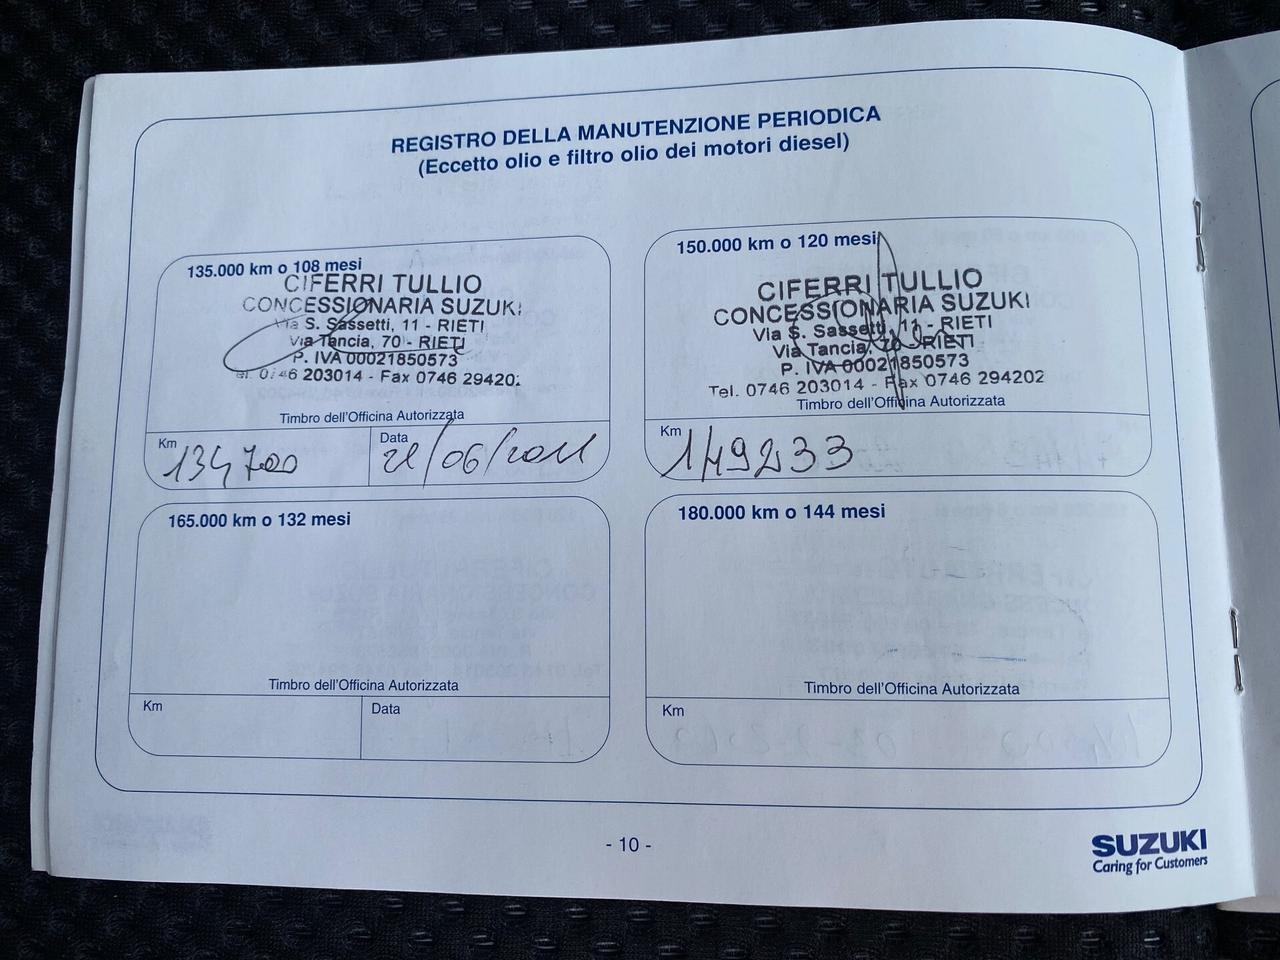 REGISTRO DELLA MANUTENZIONE PERIODICA
(Eccetto olio e filtro olio dei motori diesel)
135.000 km o 108 mesi
CIFERRI TULLIO
CONCESSIONARIA SUZUKI
Via S. Sassetti, 11 - RIETI
Via Tancia, 70 - RIETI
P. IVA 00021850573
Tel. 0746 203014 - Fax 0746 294202
Timbro dell'Officina Autorizzata
Km
134700
Data
21/06/2011
150.000 km o 120 mesi
CIFERRI TULLIO
CONCESSIONARIA SUZUKI
Via S. Sassetti, 11 - RIETI
Via Tancia, 70 - RIETI
P. IVA 00021850573
Tel. 0746 203014 - Fax 0746 294202
Timbro dell'Officina Autorizzata
Km
149233
165.000 km o 132 mesi
Timbro dell'Officina Autorizzata
Km
Data
180.000 km o 144 mesi
Timbro dell'Officina Autorizzata
Km
- 10 -
SUZUKI
Caring for Customers